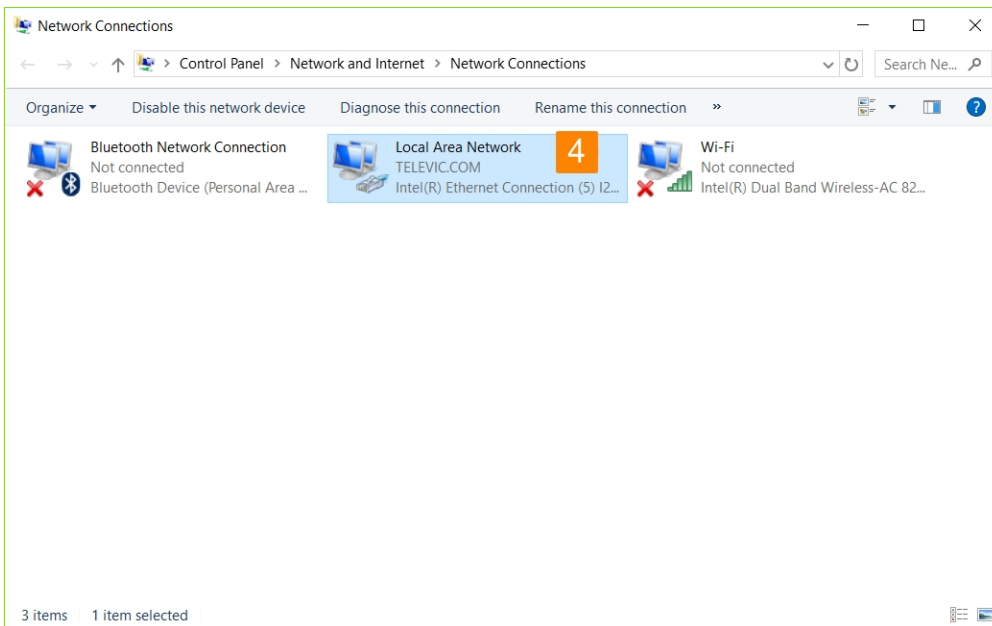 Network Connections
Control Panel > Network and Internet > Network Connections
Search Ne...
Organize Disable this network device Diagnose this connection Rename this connection »
?
Bluetooth Network Connection
Not connected
Bluetooth Device (Personal Area ...
Local Area Network
TELEVIC.COM
Intel(R) Ethernet Connection (5) I2...
4
Wi-Fi
Not connected
Intel(R) Dual Band Wireless-AC 82...
3 items 1 item selected